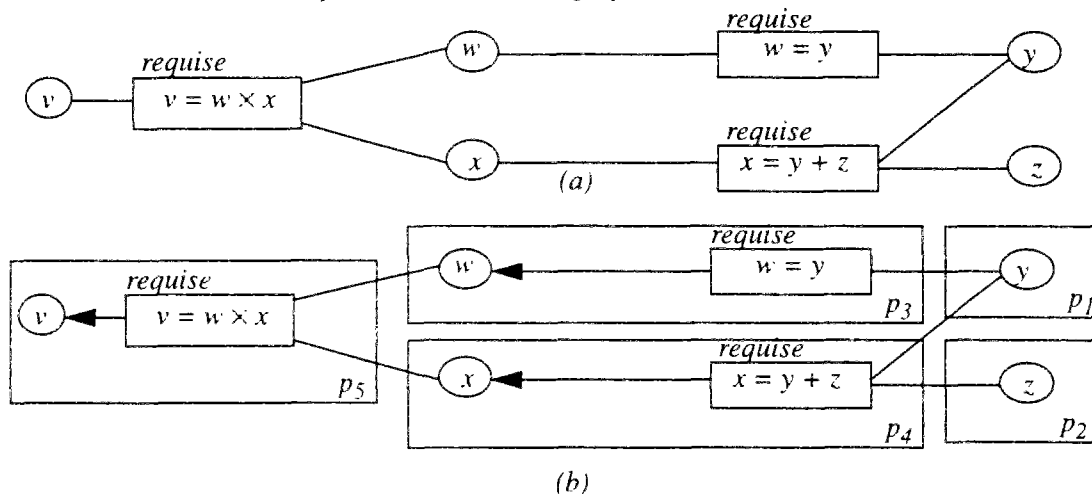 requise
w
w = y
y
requise
v
v = w × x
requise
x
x = y + z
z
(a)
requise
w
w = y
y
p3
p1
requise
v
v = w × x
p5
requise
x
x = y + z
z
p4
p2
(b)